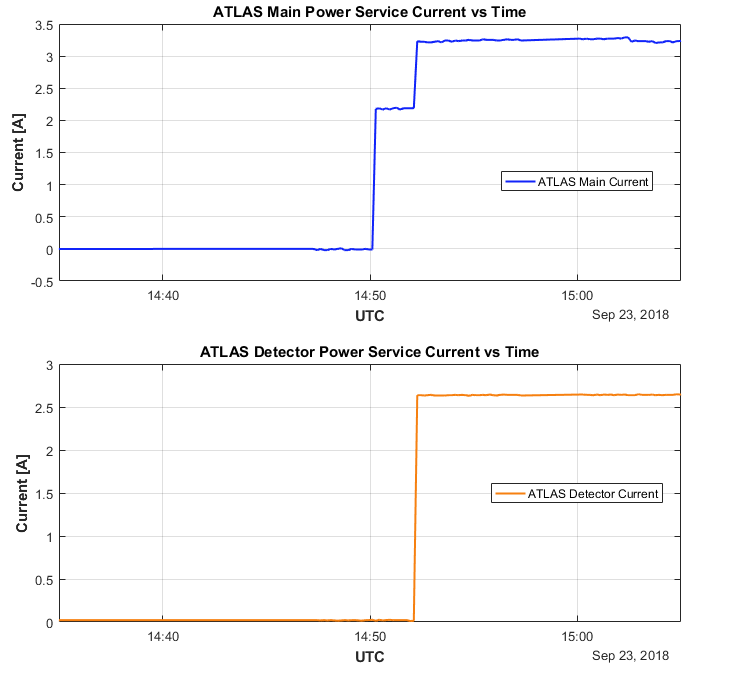 ATLAS Main Power Service Current vs Time
3.5
3
2.5
2
1.5
1
0.5
0
-0.5
Current [A]
ATLAS Main Current
14:40
14:50
15:00
UTC
Sep 23, 2018
ATLAS Detector Power Service Current vs Time
3
2.5
2
1.5
1
0.5
0
Current [A]
ATLAS Detector Current
14:40
14:50
15:00
UTC
Sep 23, 2018